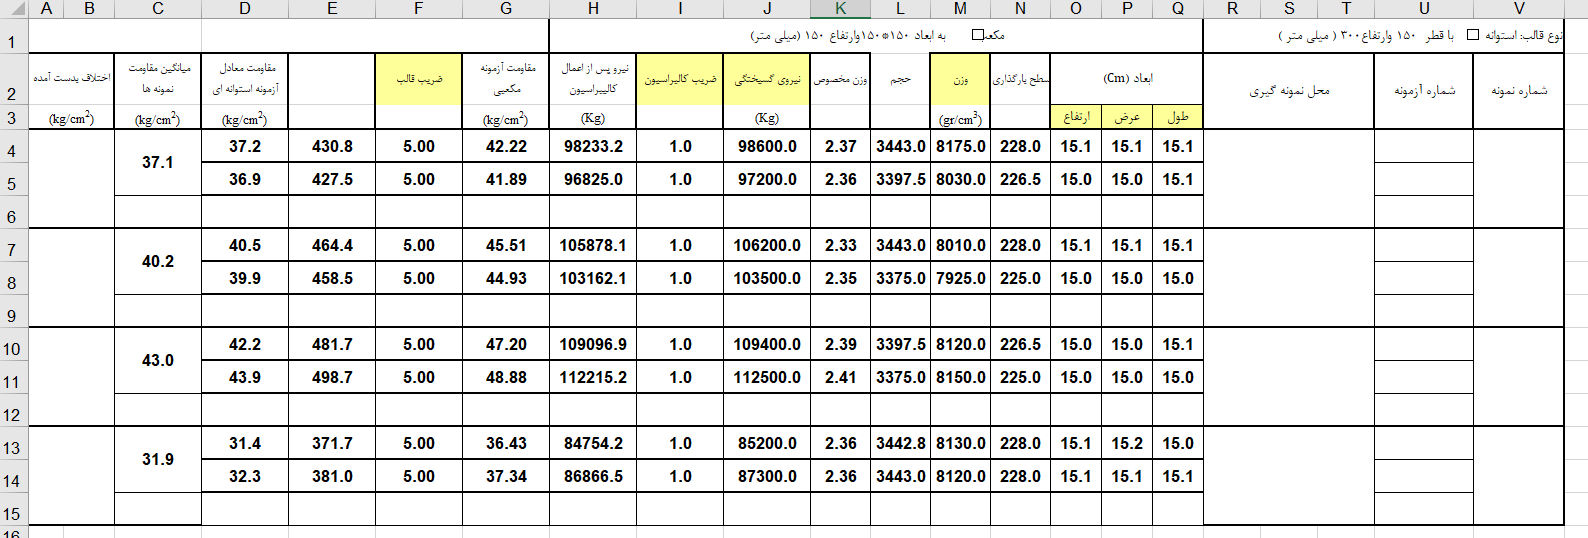 A B C D E F G H I J K L M N O P Q R S T U V
1 نوع قالب: استوانه با قطر ۱۵۰ وارتفاع۳۰۰ ( میلی متر ) مکعب به ابعاد ۱۵۰*۱۵۰وارتفاع ۱۵۰ (میلی متر)
2 شماره نمونه شماره آزمونه محل نمونه گیری ابعاد (Cm) سطح بارگذاری وزن حجم وزن مخصوص نیروی گسیختگی ضریب کالیبراسیون نیرو پس از اعمال کالیبراسیون مقاومت آزمونه مکعبی ضریب قالب مقاومت معادل آزمونه استوانه ای میانگین مقاومت نمونه ها اختلاف بدست آمده
3 طول عرض ارتفاع (gr/cm3) (Kg) (Kg) (kg/cm2) (kg/cm2) (kg/cm2) (kg/cm2)
4 37.1 37.2 430.8 5.00 42.22 98233.2 1.0 98600.0 2.37 3443.0 8175.0 228.0 15.1 15.1 15.1
5 36.9 427.5 5.00 41.89 96825.0 1.0 97200.0 2.36 3397.5 8030.0 226.5 15.0 15.0 15.1
6
7 40.2 40.5 464.4 5.00 45.51 105878.1 1.0 106200.0 2.33 3443.0 8010.0 228.0 15.1 15.1 15.1
8 39.9 458.5 5.00 44.93 103162.1 1.0 103500.0 2.35 3375.0 7925.0 225.0 15.0 15.0 15.0
9
10 43.0 42.2 481.7 5.00 47.20 109096.9 1.0 109400.0 2.39 3397.5 8120.0 226.5 15.0 15.0 15.1
11 43.9 498.7 5.00 48.88 112215.2 1.0 112500.0 2.41 3375.0 8150.0 225.0 15.0 15.0 15.0
12
13 31.9 31.4 371.7 5.00 36.43 84754.2 1.0 85200.0 2.36 3442.8 8130.0 228.0 15.1 15.2 15.0
14 32.3 381.0 5.00 37.34 86866.5 1.0 87300.0 2.36 3443.0 8120.0 228.0 15.1 15.1 15.1
15
16